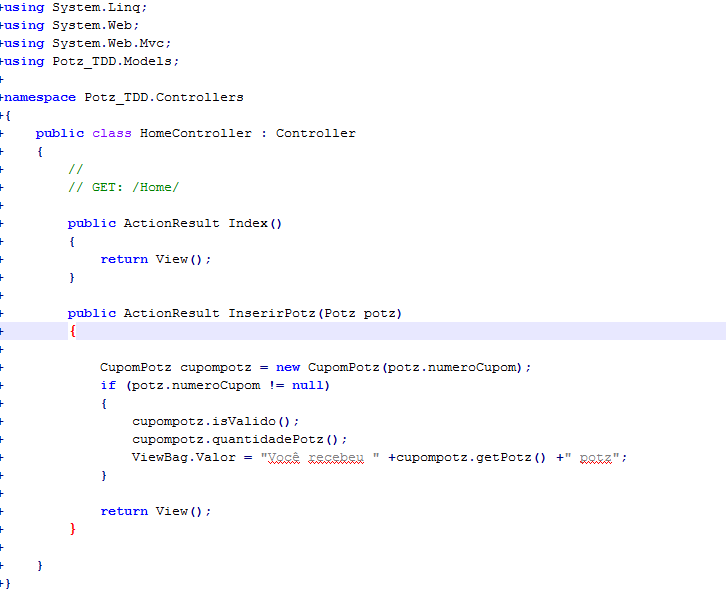 +using System.Linq;
+using System.Web;
+using System.Web.Mvc;
+using Potz_TDD.Models;
+
+namespace Potz_TDD.Controllers
+{
+    public class HomeController : Controller
+    {
+        //
+        // GET: /Home/
+
+        public ActionResult Index()
+        {
+            return View();
+        }
+
+        public ActionResult InserirPotz(Potz potz)
+        {
+
+            CupomPotz cupompotz = new CupomPotz(potz.numeroCupom);
+            if (potz.numeroCupom != null)
+            {
+                cupompotz.isValido();
+                cupompotz.quantidadePotz();
+                ViewBag.Valor = "Você recebeu " +cupompotz.getPotz() +" potz";
+            }
+
+            return View();
+        }
+
+    }
+}